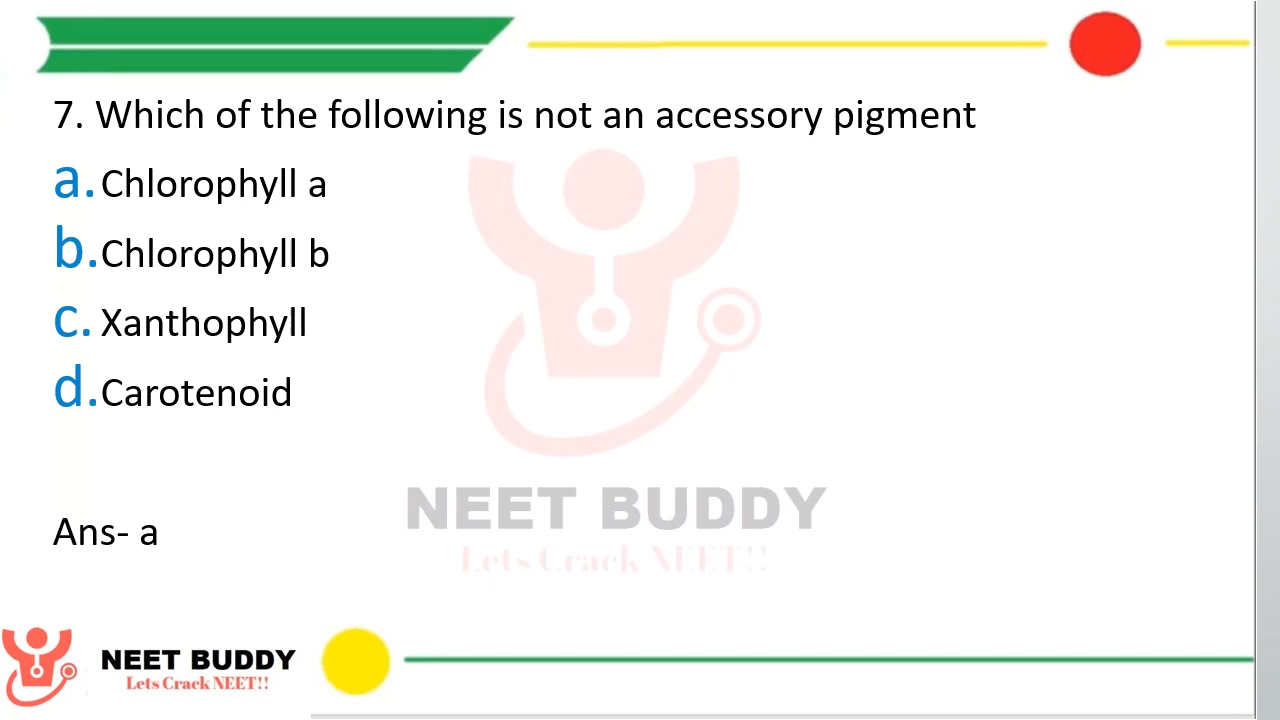 7. Which of the following is not an accessory pigment
a. Chlorophyll a
b. Chlorophyll b
c. Xanthophyll
d. Carotenoid
NEET BUDDY
Lets Crack NEET!!
Ans- a
NEET BUDDY
Lets Crack NEET!!